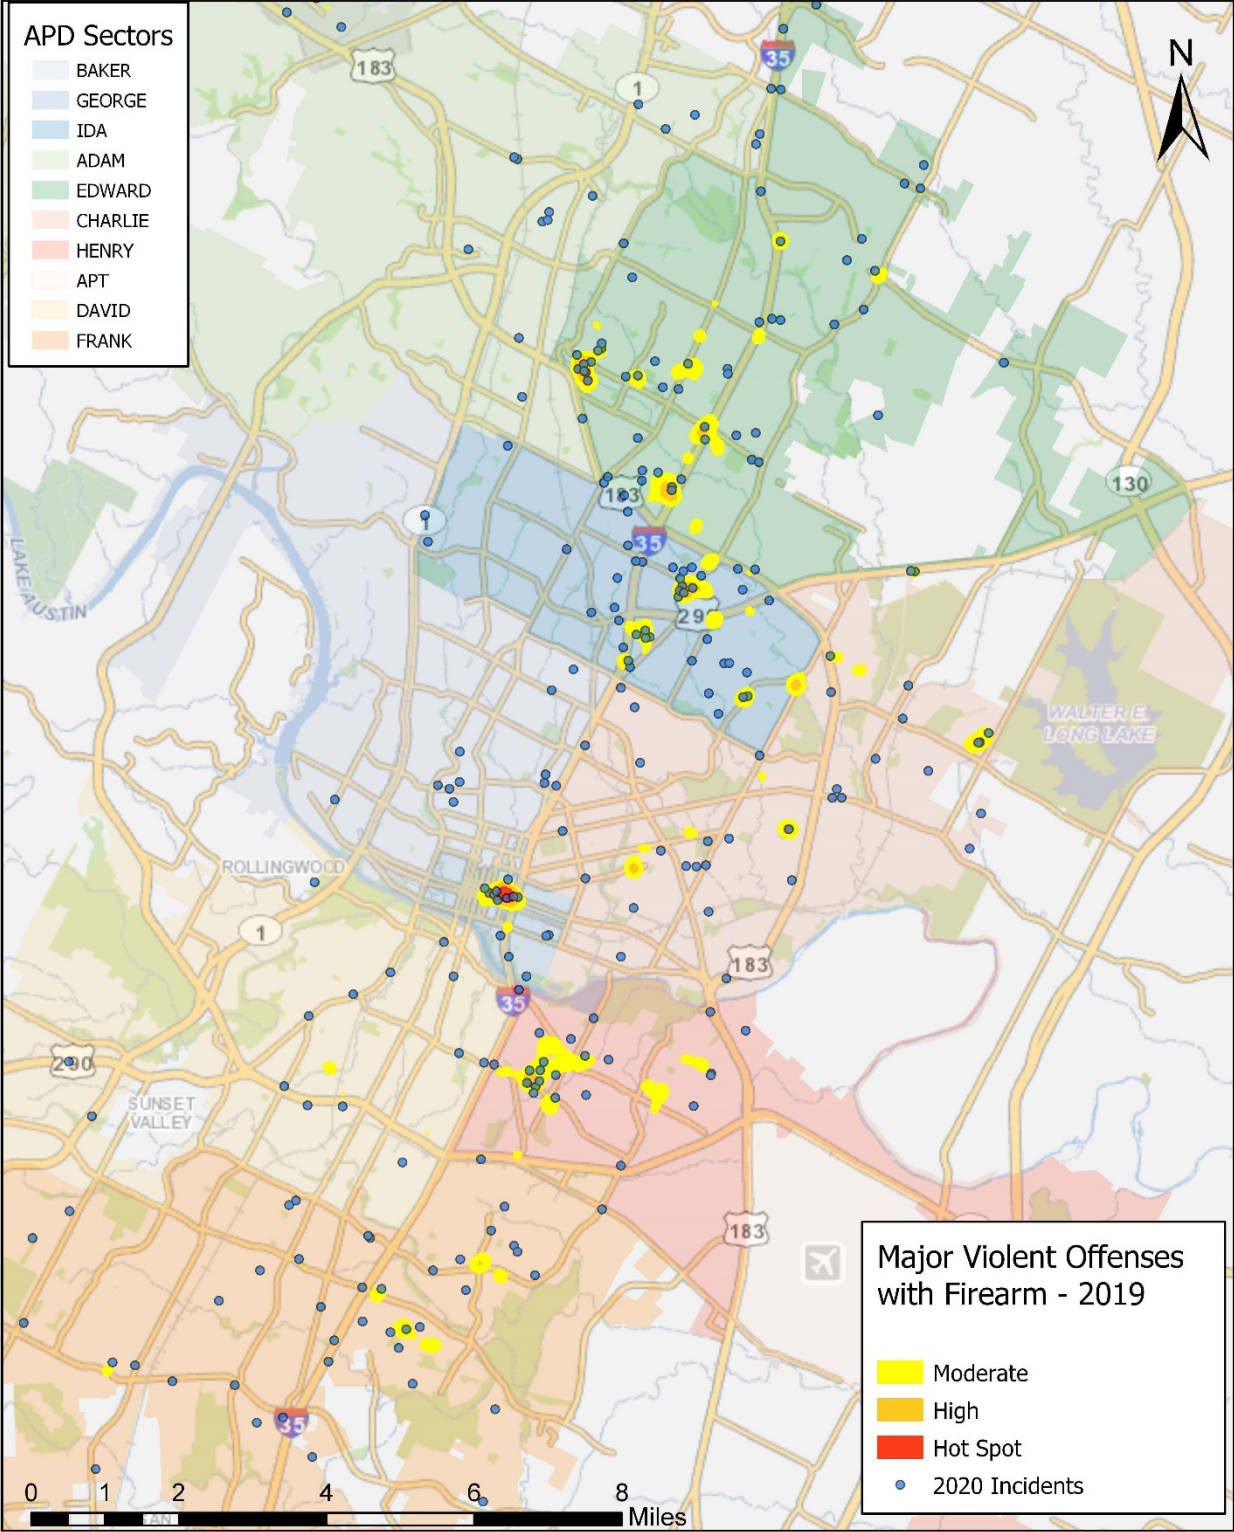 APD Sectors
BAKER
GEORGE
IDA
ADAM
EDWARD
CHARLIE
HENRY
APT
DAVID
FRANK
183
1
35
N
130
183
1
35
LAKE AUSTIN
290
WALTER E.
LONG LAKE
ROLLINGWOOD
1
183
35
290
SUNSET
VALLEY
183
Major Violent Offenses
with Firearm - 2019
Moderate
High
Hot Spot
2020 Incidents
35
0 1 2 4 6 8
Miles